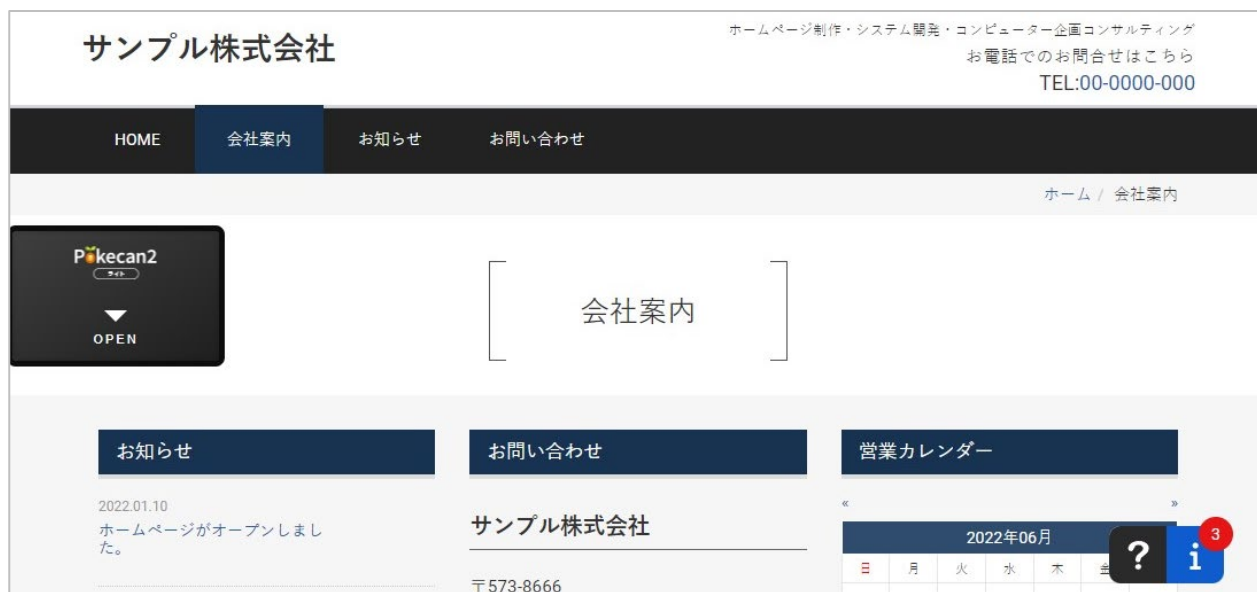 サンプル株式会社
ホームページ制作・システム開発・コンピューター企画コンサルティング
お電話でのお問合せはこちら
TEL:00-0000-000
HOME 会社案内 お知らせ お問い合わせ
ホーム / 会社案内
Pokecan2
ライト
OPEN
会社案内
お知らせ
2022.01.10
ホームページがオープンしまし
た。
お問い合わせ
サンプル株式会社
〒573-8666
営業カレンダー
« »
2022年06月
日 月 火 水 木 金
? i 3